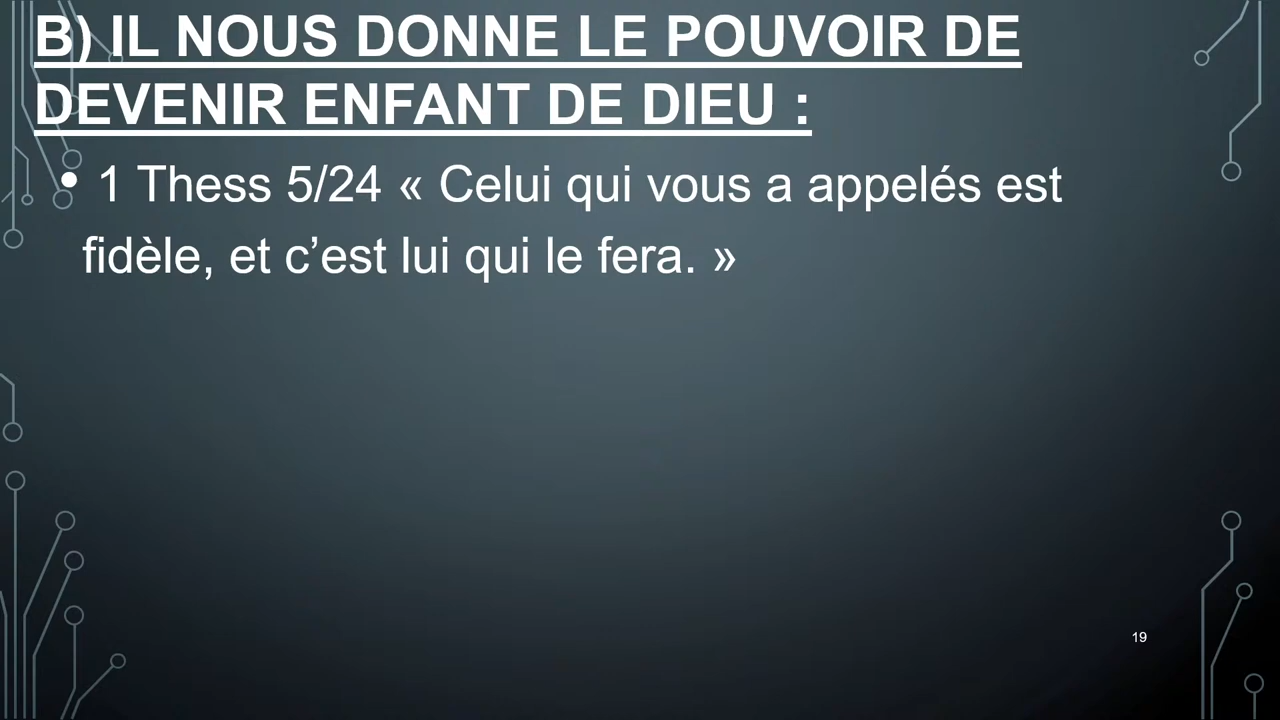 B) IL NOUS DONNE LE POUVOIR DE
DEVENIR ENFANT DE DIEU :
• 1 Thess 5/24 « Celui qui vous a appelés est
fidèle, et c’est lui qui le fera. »
19